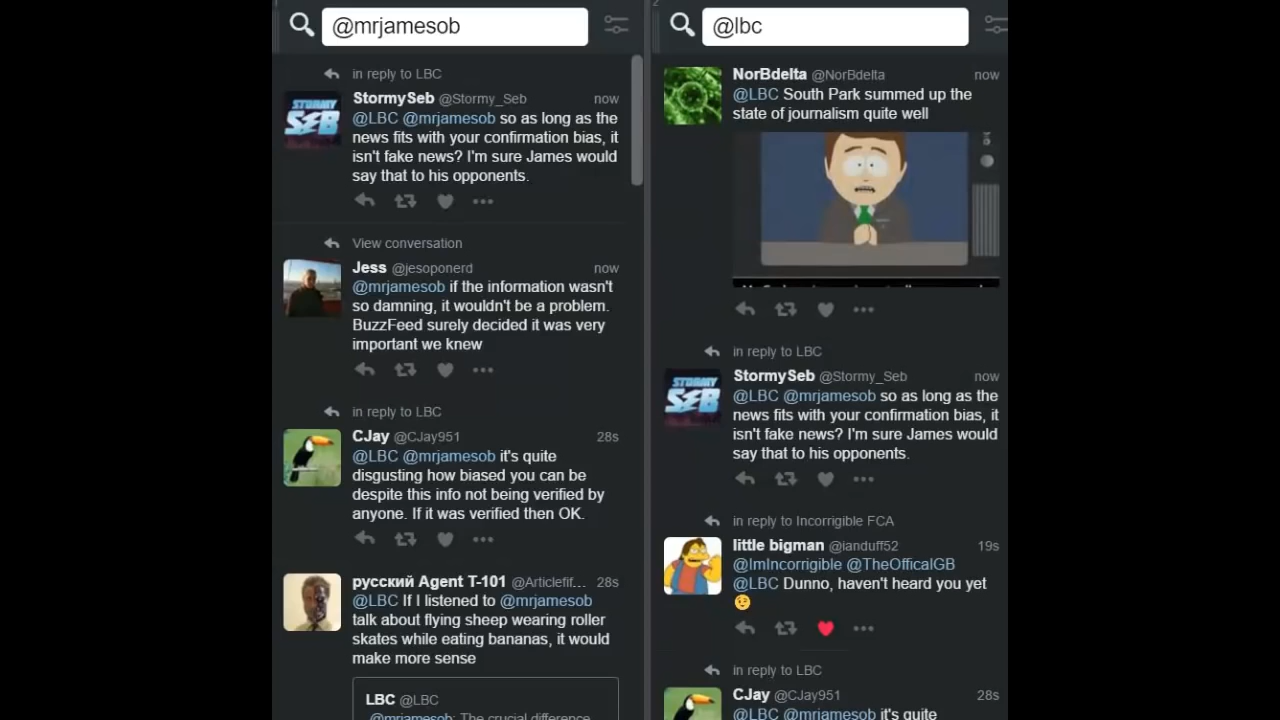 @mrjamesob
in reply to LBC
StormySeb @Stormy_Seb now
@LBC @mrjamesob so as long as the
news fits with your confirmation bias, it
isn't fake news? I'm sure James would
say that to his opponents.
STORMY
SEB
View conversation
Jess @jesoponerd now
@mrjamesob if the information wasn't
so damning, it wouldn't be a problem.
BuzzFeed surely decided it was very
important we knew
in reply to LBC
CJay @CJay951 28s
@LBC @mrjamesob it's quite
disgusting how biased you can be
despite this info not being verified by
anyone. If it was verified then OK.
русский Agent T-101 @Articlefif... 28s
@LBC If I listened to @mrjamesob
talk about flying sheep wearing roller
skates while eating bananas, it would
make more sense
LBC @LBC
@mrjamesob: The crucial difference
2
@lbc
NorBdelta @NorBdelta now
@LBC South Park summed up the
state of journalism quite well
in reply to LBC
StormySeb @Stormy_Seb now
@LBC @mrjamesob so as long as the
news fits with your confirmation bias, it
isn't fake news? I'm sure James would
say that to his opponents.
STORMY
SEB
in reply to Incorrigible FCA
little bigman @ianduff52 19s
@ImIncorrigible @TheOfficalGB
@LBC Dunno, haven't heard you yet
😉
in reply to LBC
CJay @CJay951 28s
@LBC @mrjamesob it's quite